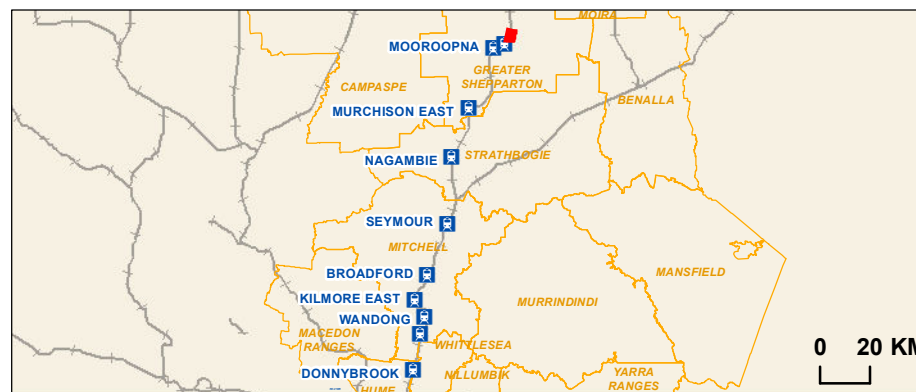 MOIRA
MOOROOPNA
GREATER
SHEPPARTON
CAMPASPE
BENALLA
MURCHISON EAST
STRATHBOGIE
NAGAMBIE
SEYMOUR
MITCHELL
BROADFORD
MANSFIELD
KILMORE EAST
MURRINDINDI
WANDONG
MACEDON
RANGES
WHITTLESEA
0 20 KM
DONNYBROOK
NILLUMBIK
YARRA
RANGES
HUME